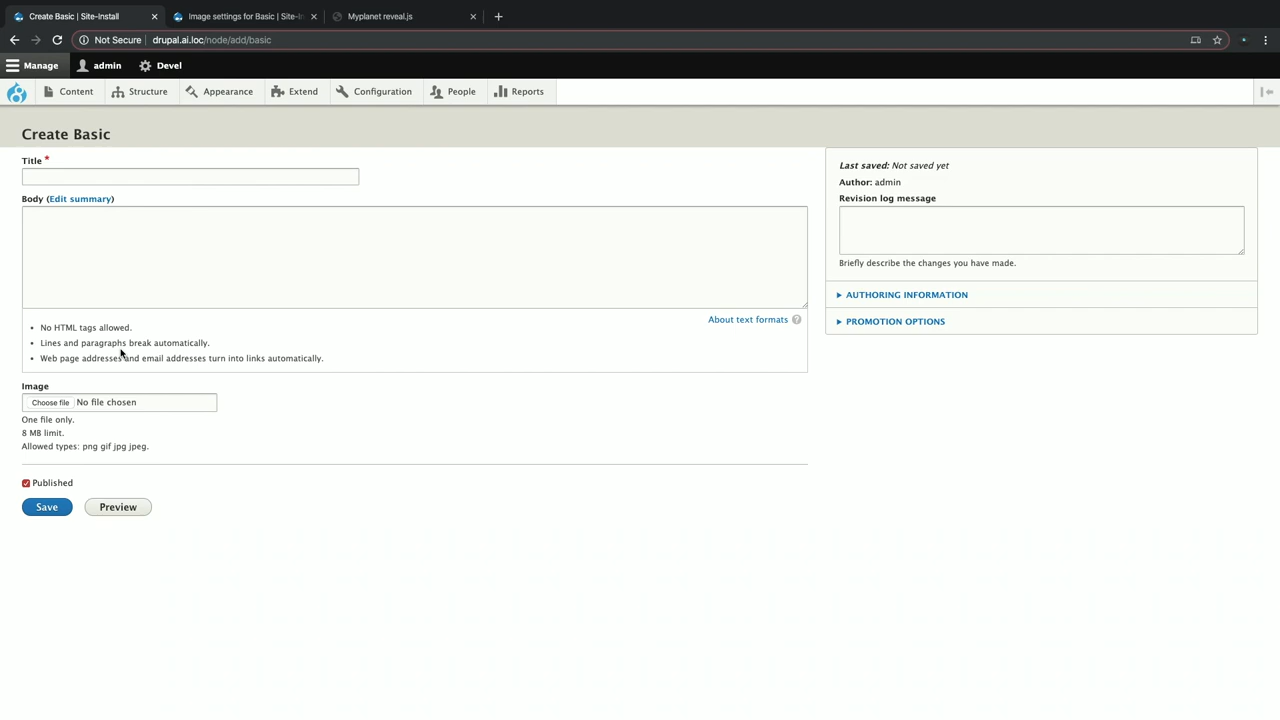 Create Basic | Site-Install
Image settings for Basic | Site-In
Myplanet reveal.js
Not Secure | drupal.ai.loc/node/add/basic
Manage admin Devel
Content Structure Appearance Extend Configuration People Reports
Create Basic
Title *
Body (Edit summary)
About text formats ?
• No HTML tags allowed.
• Lines and paragraphs break automatically.
• Web page addresses and email addresses turn into links automatically.
Image
Choose file No file chosen
One file only.
8 MB limit.
Allowed types: png gif jpg jpeg.
Published
Save Preview
Last saved: Not saved yet
Author: admin
Revision log message
Briefly describe the changes you have made.
AUTHORING INFORMATION
PROMOTION OPTIONS